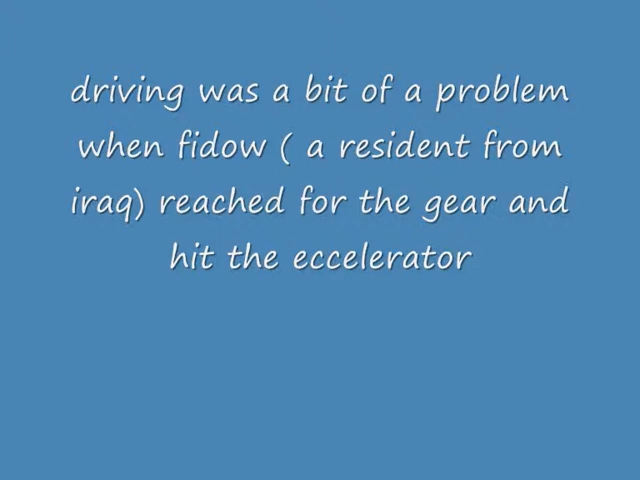 driving was a bit of a problem
when fidow ( a resident from
iraq) reached for the gear and
hit the eccelerator